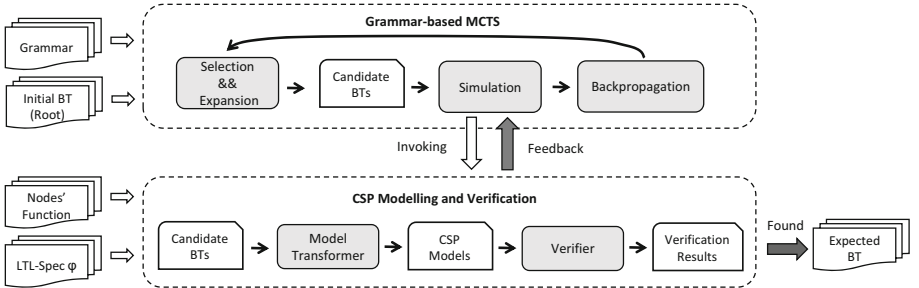 Grammar-based MCTS
Grammar
Initial BT
(Root)
Selection
&&
Expansion
Candidate
BTs
Simulation
Backpropagation
Invoking
Feedback
CSP Modelling and Verification
Nodes'
Function
LTL-Spec φ
Candidate
BTs
Model
Transformer
CSP
Models
Verifier
Verification
Results
Found
Expected
BT